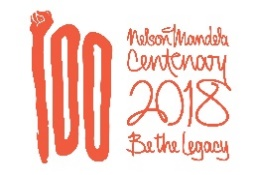 100
Nelson Mandela
Centenary
2018
Be the Legacy